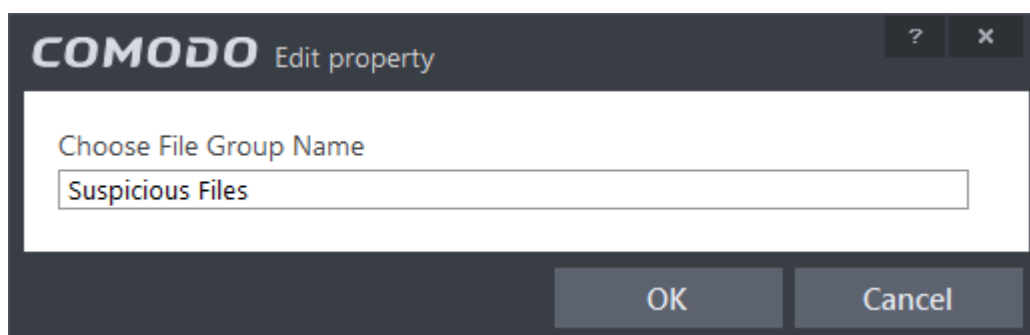 COMODO Edit property ? ×
Choose File Group Name
Suspicious Files
OK Cancel